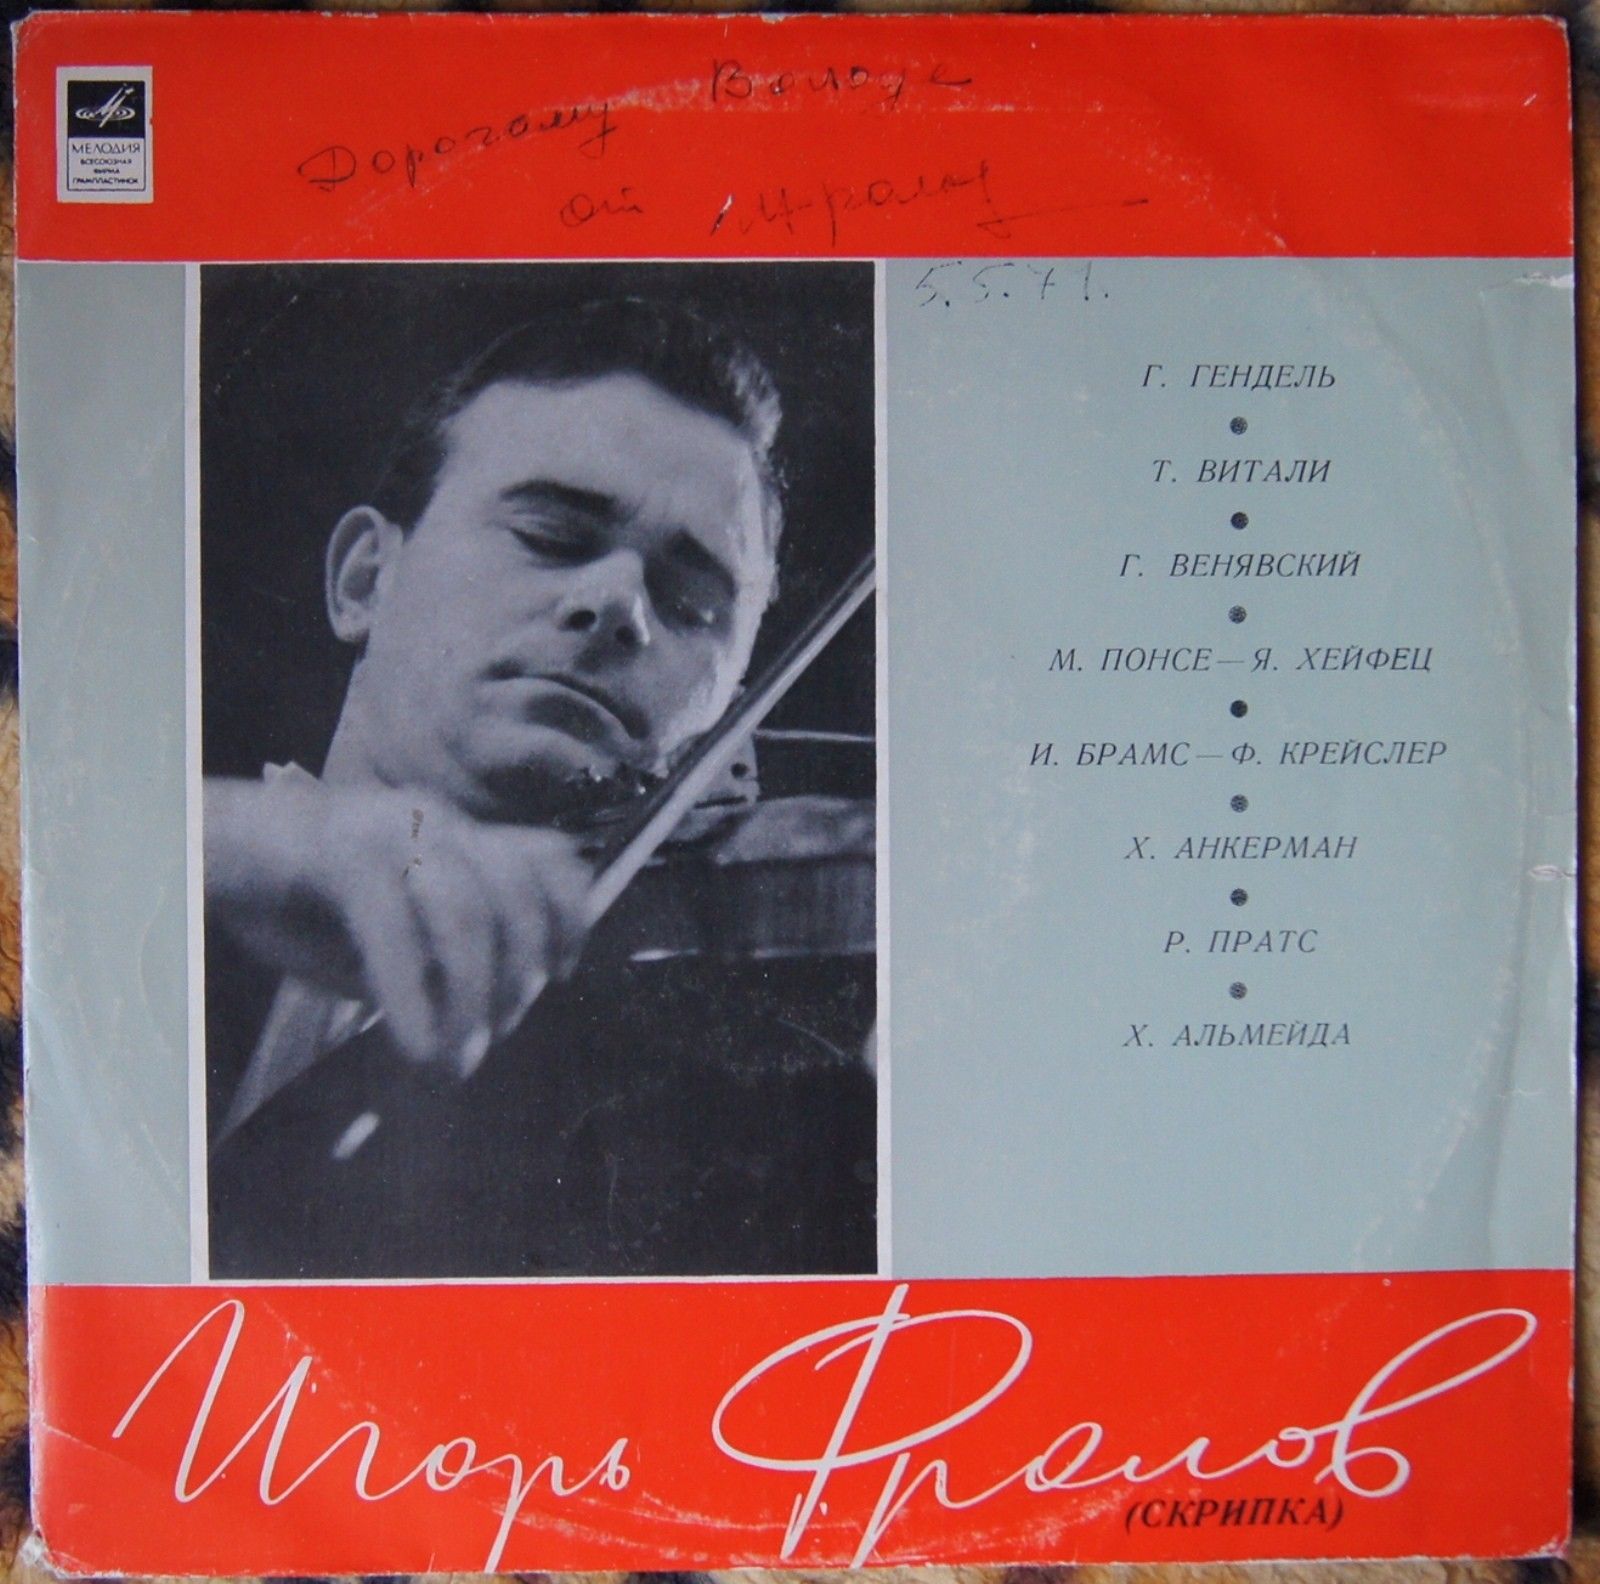 МЕЛОДИЯ
ВСЕСОЮЗНАЯ
ФИРМА
ГРАМПЛАСТИНОК
Дорогому Володе
от
5.5.71.
Г. ГЕНДЕЛЬ
Т. ВИТАЛИ
Г. ВЕНЯВСКИЙ
М. ПОНСЕ — Я. ХЕЙФЕЦ
И. БРАМС — Ф. КРЕЙСЛЕР
Х. АНКЕРМАН
Р. ПРАТС
Х. АЛЬМЕЙДА
Игорь Фролов
(СКРИПКА)